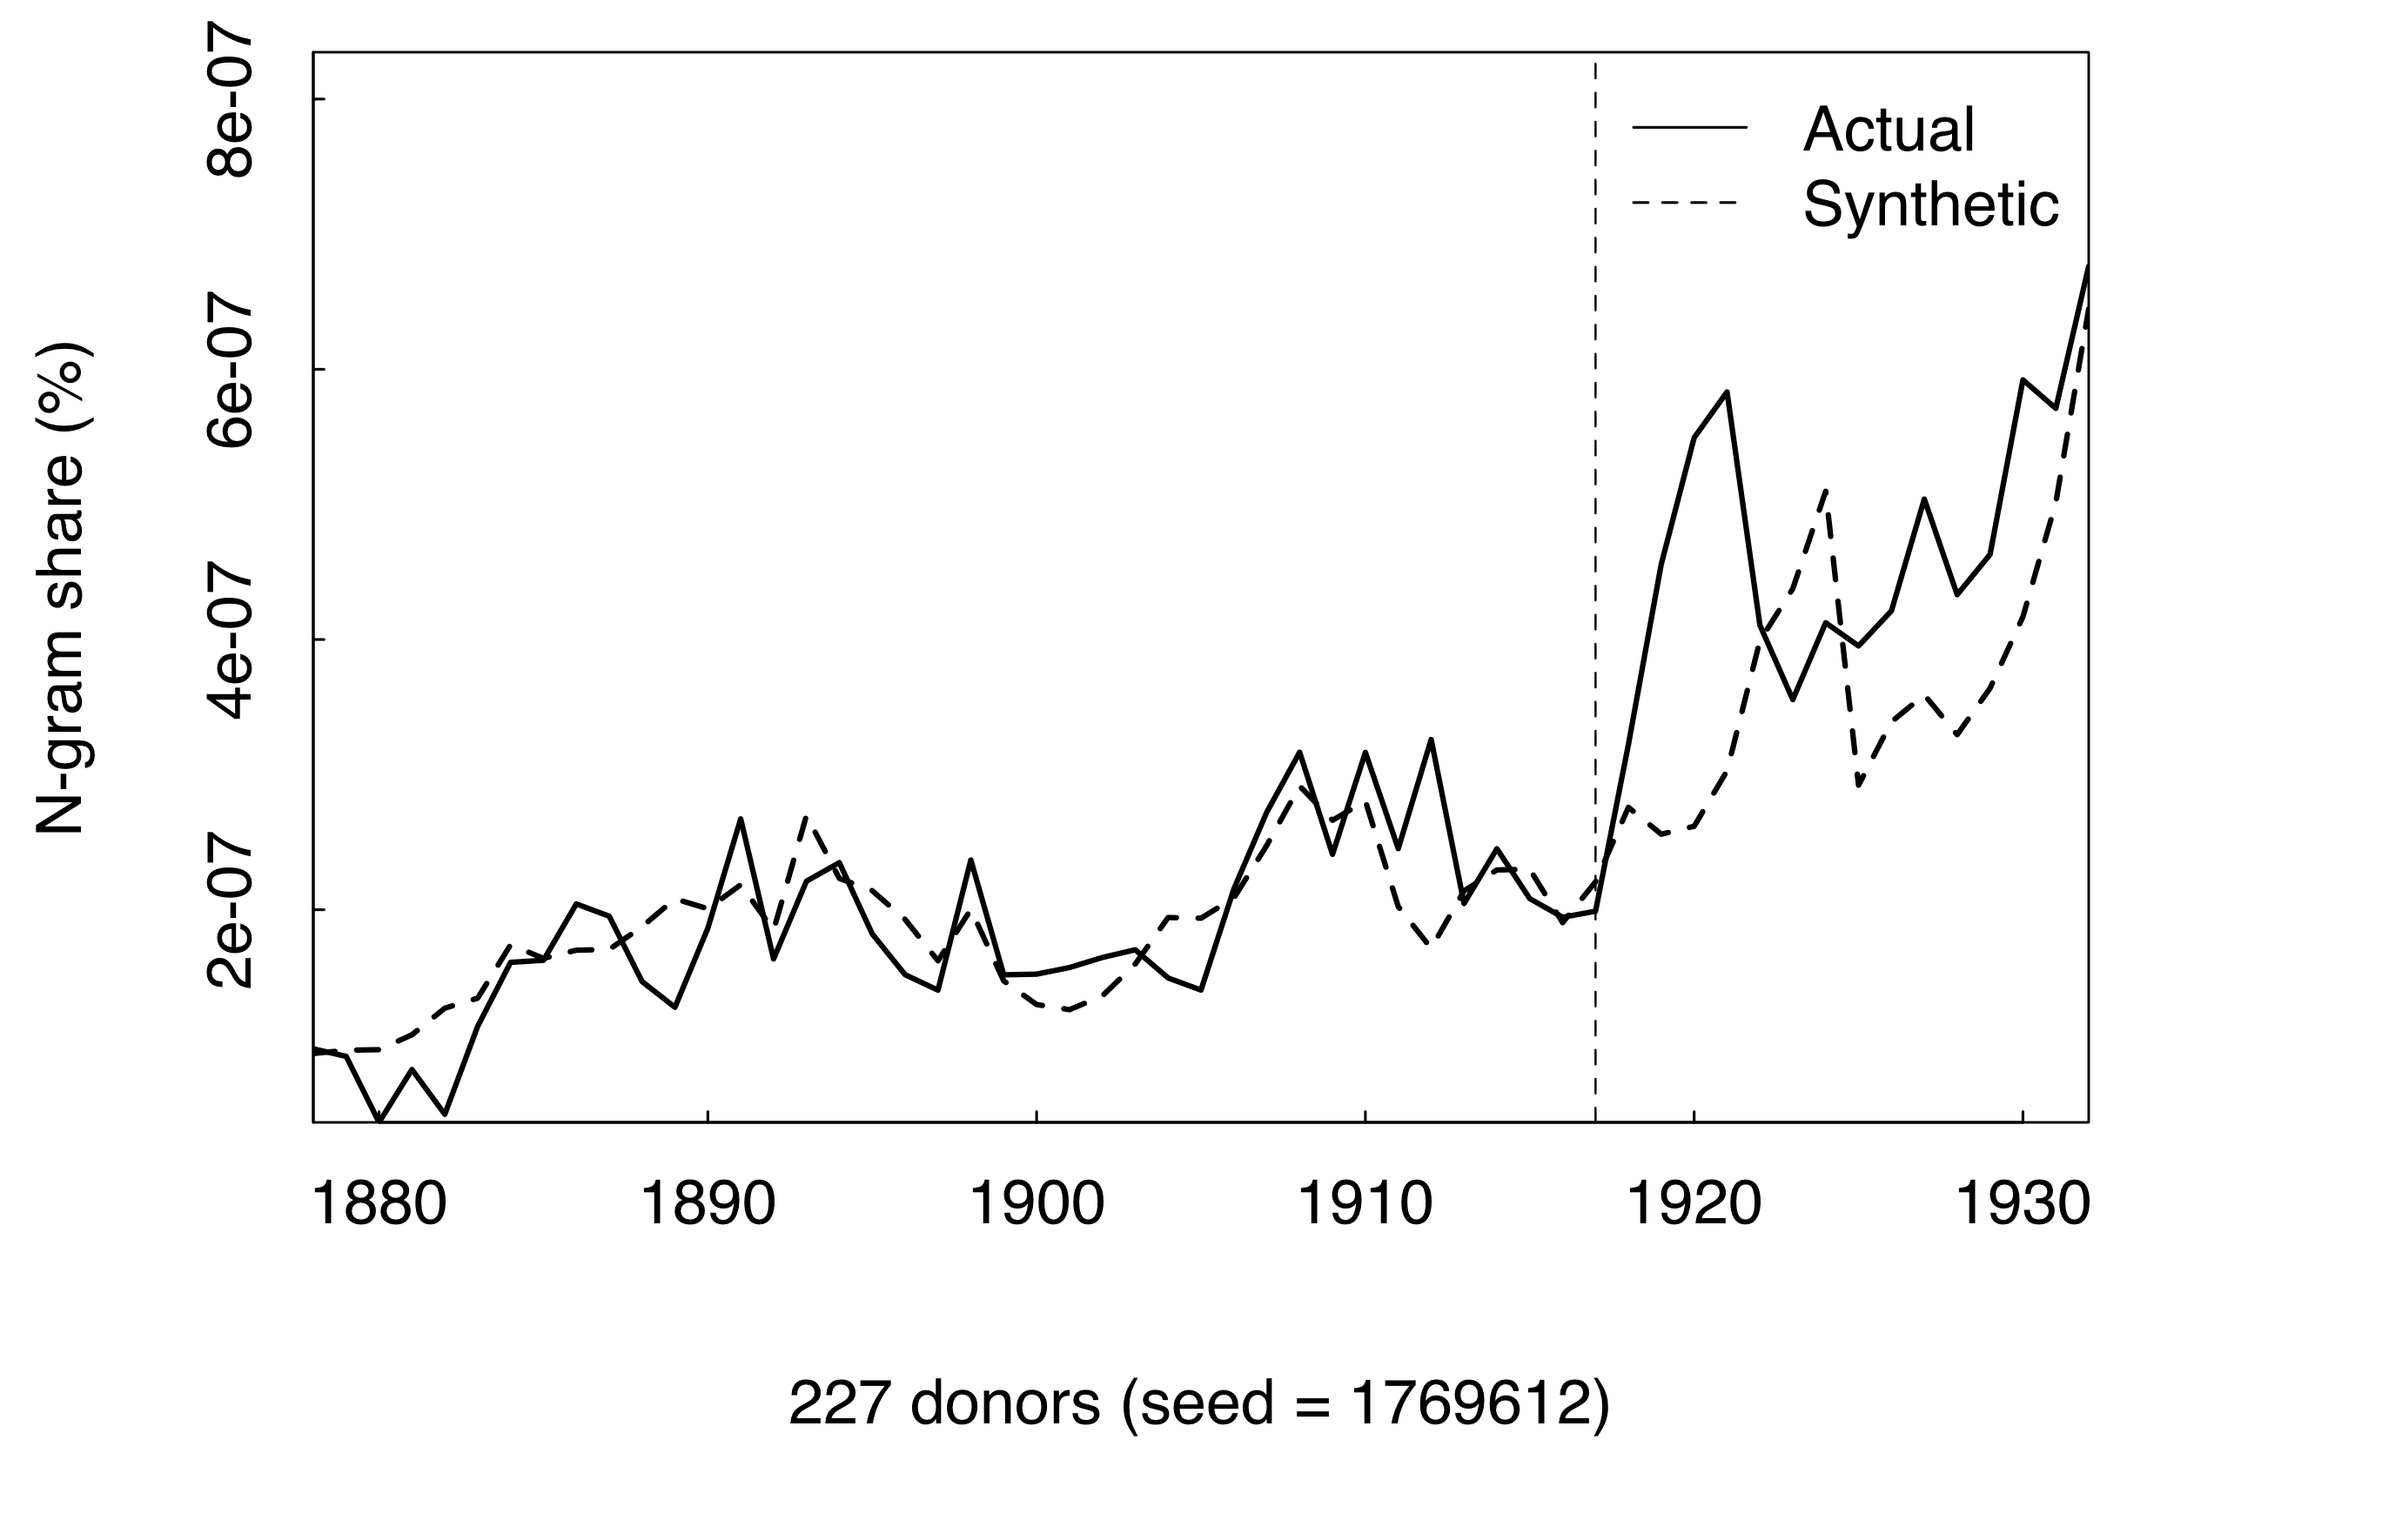 N-gram share (%)
8e-07
6e-07
4e-07
2e-07
Actual
Synthetic
1880 1890 1900 1910 1920 1930
227 donors (seed = 1769612)